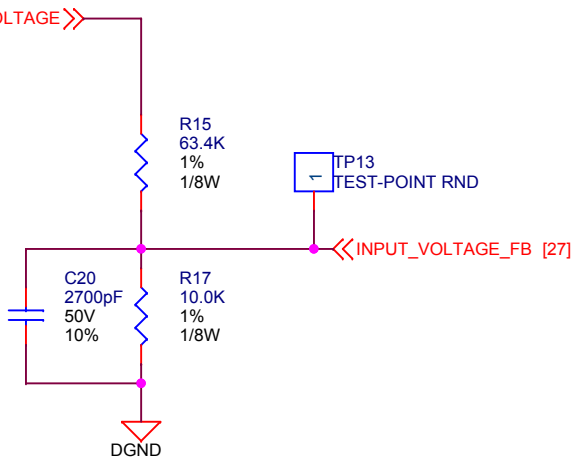 OLTAGE
R15
63.4K
1%
1/8W
1
TP13
TEST-POINT RND
INPUT_VOLTAGE_FB [27]
C20
2700pF
50V
10%
R17
10.0K
1%
1/8W
DGND